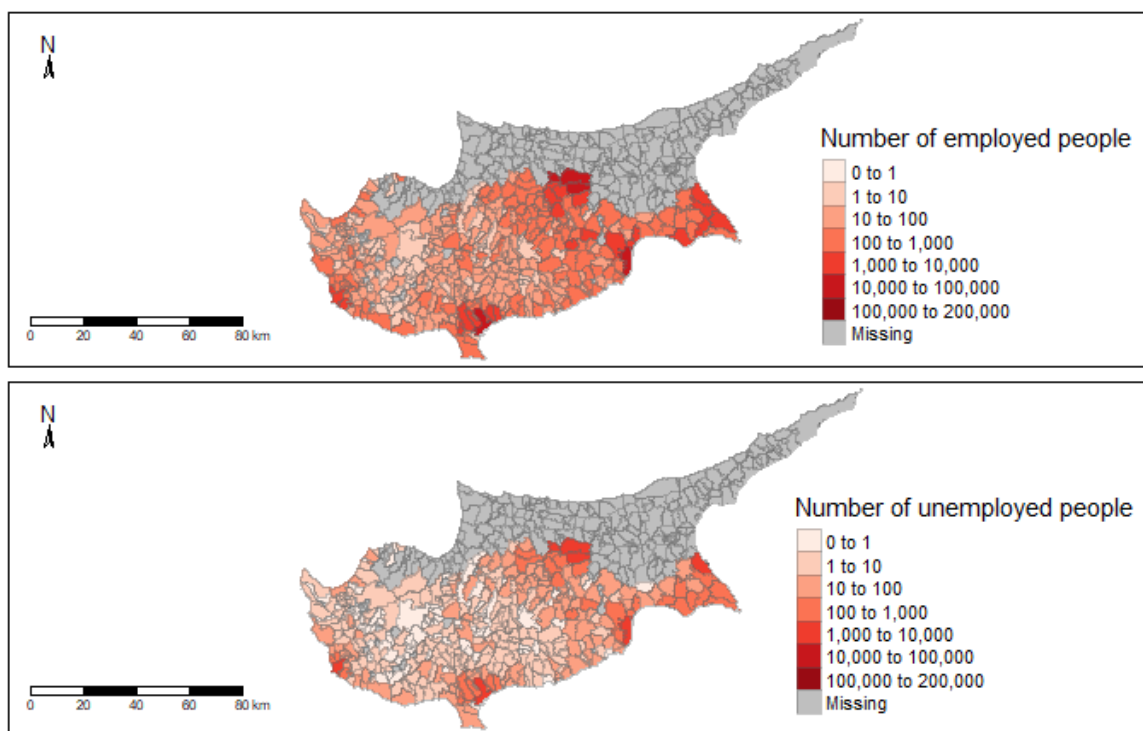 N
Number of employed people
0 to 1
1 to 10
10 to 100
100 to 1,000
1,000 to 10,000
10,000 to 100,000
100,000 to 200,000
Missing
0 20 40 60 80 km
N
Number of unemployed people
0 to 1
1 to 10
10 to 100
100 to 1,000
1,000 to 10,000
10,000 to 100,000
100,000 to 200,000
Missing
0 20 40 60 80 km